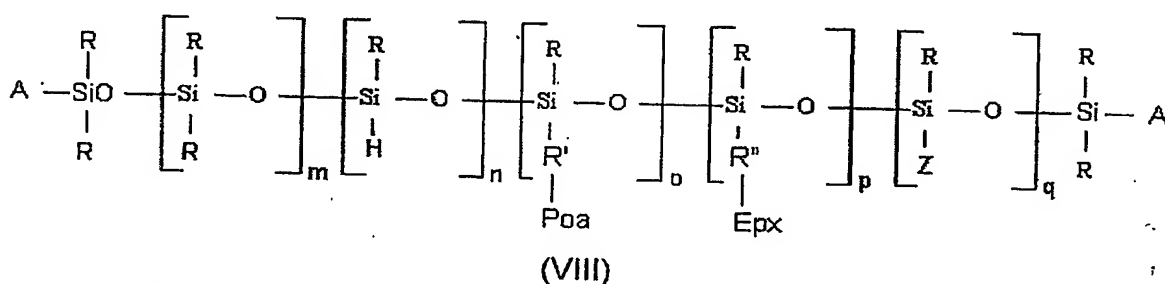 R R R R R R R
A SiO Si O Si O Si O Si O Si O Si A
R R H R' R" Z R
m n o p q
Poa Epx
(VIII)